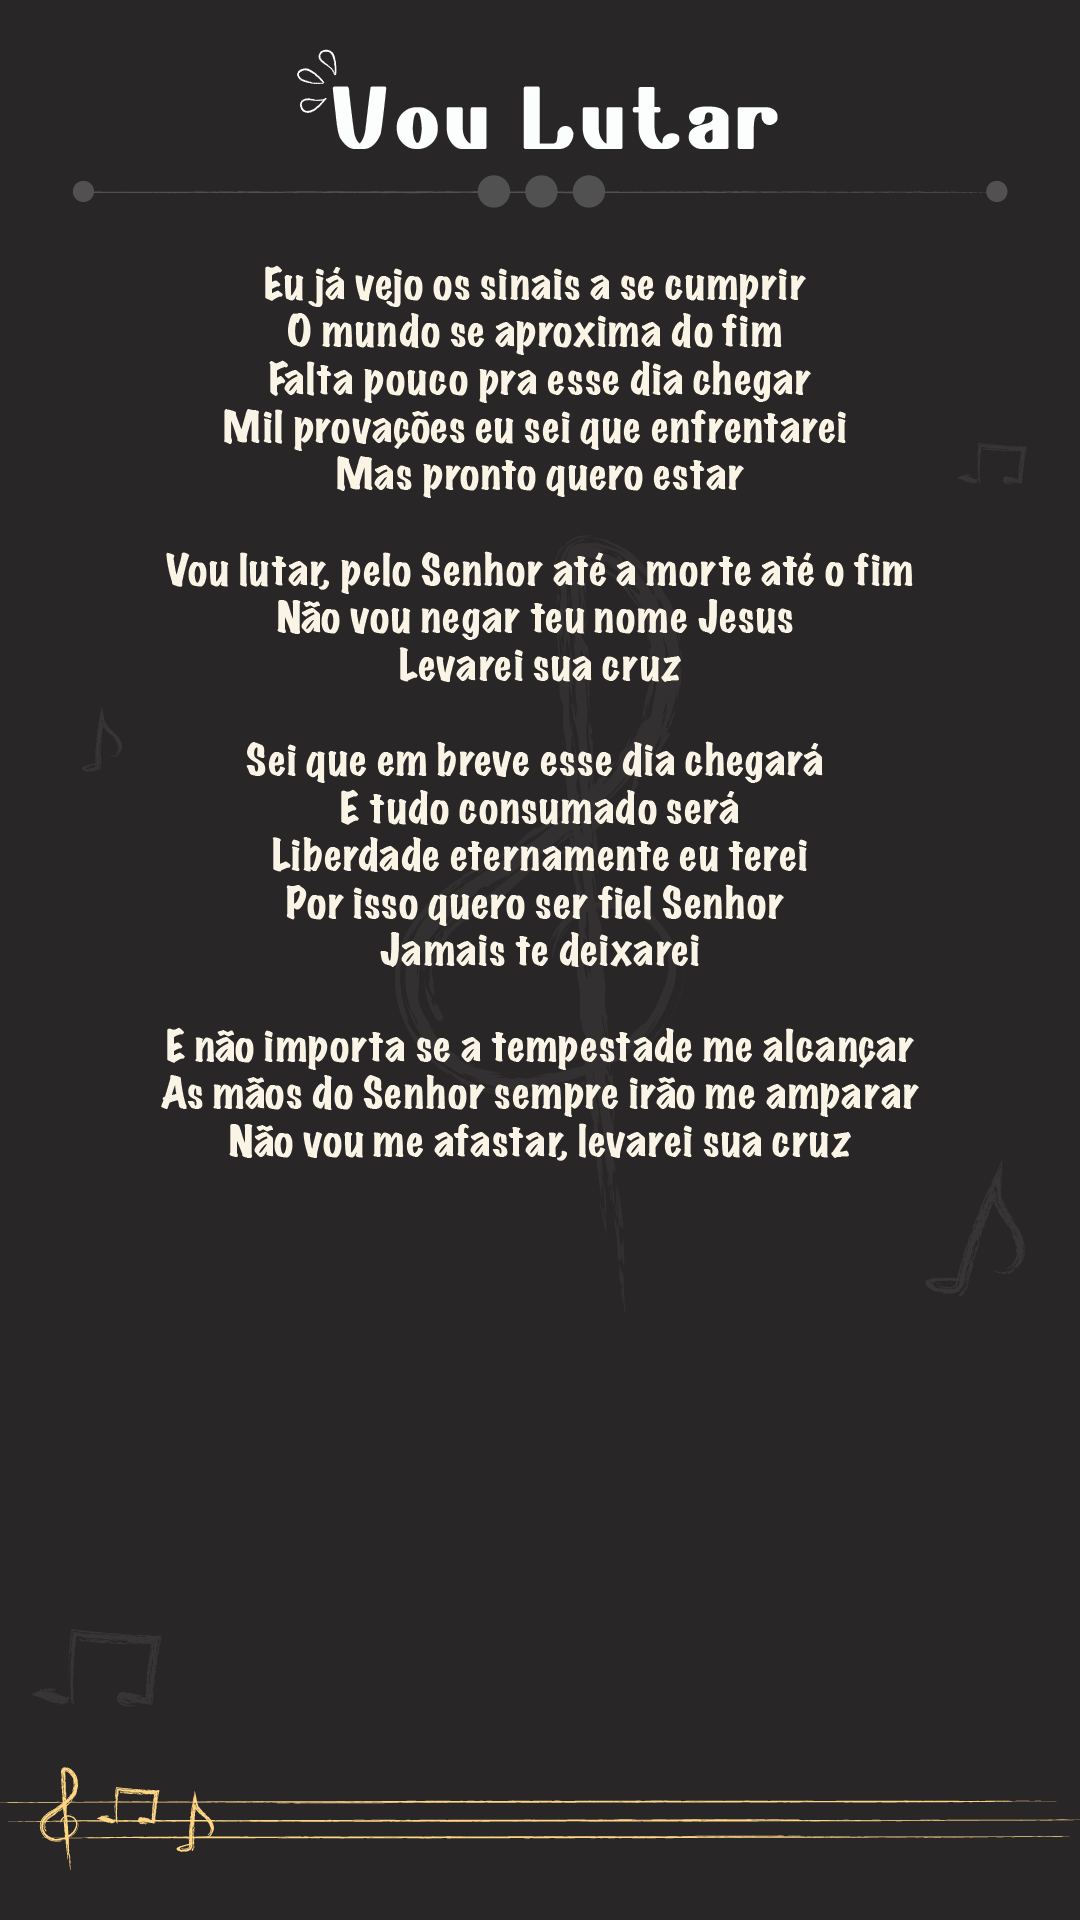 Vou Lutar
Eu já vejo os sinais a se cumprir
O mundo se aproxima do fim
Falta pouco pra esse dia chegar
Mil provações eu sei que enfrentarei
Mas pronto quero estar
Vou lutar, pelo Senhor até a morte até o fim
Não vou negar teu nome Jesus
Levarei sua cruz
Sei que em breve esse dia chegará
E tudo consumado será
Liberdade eternamente eu terei
Por isso quero ser fiel Senhor
Jamais te deixarei
E não importa se a tempestade me alcançar
As mãos do Senhor sempre irão me amparar
Não vou me afastar, levarei sua cruz